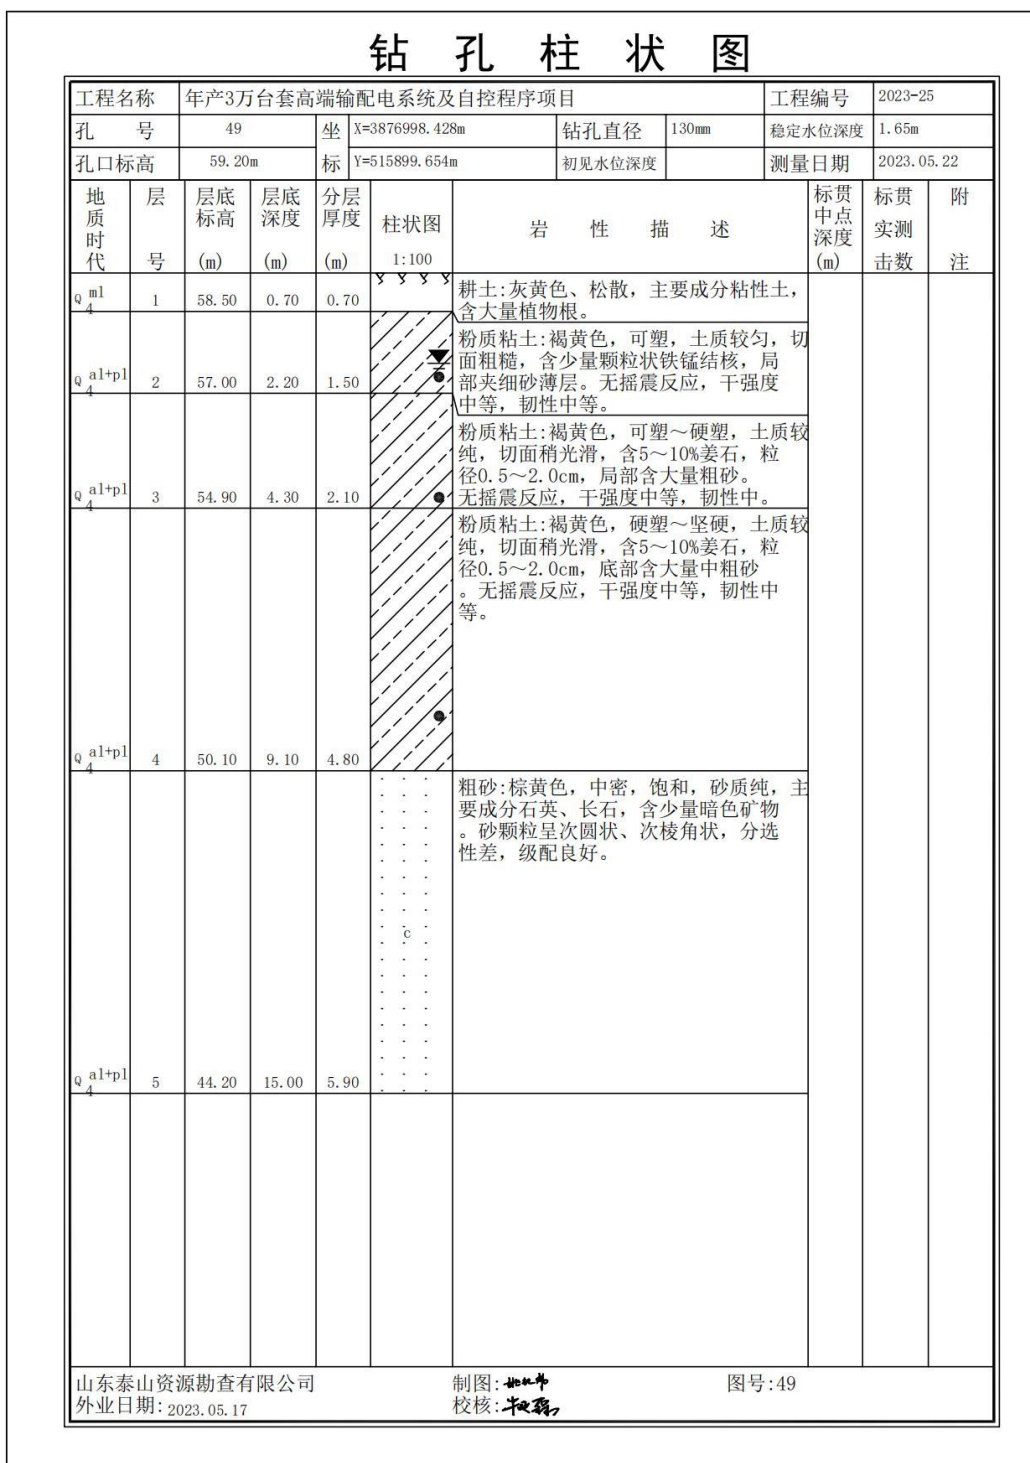 钻 孔 柱 状 图
工程名称 年产3万台套高端输配电系统及自控程序项目 工程编号 2023-25
孔 号 49 坐 X=3876998.428m 钻孔直径 130mm 稳定水位深度 1.65m
孔口标高 59.20m 标 Y=515899.654m 初见水位深度 测量日期 2023.05.22
地质时代 层号 层底标高(m) 层底深度(m) 分层厚度(m) 柱状图 1:100 岩 性 描 述 标贯中点深度(m) 标贯实测击数 附注
Q4 ml 1 58.50 0.70 0.70 耕土:灰黄色、松散，主要成分粘性土，
含大量植物根。
粉质粘土:褐黄色，可塑，土质较匀，切
面粗糙，含少量颗粒状铁锰结核，局
部夹细砂薄层。无摇震反应，干强度
中等，韧性中等。
Q4 al+pl 2 57.00 2.20 1.50
粉质粘土:褐黄色，可塑～硬塑，土质较
纯，切面稍光滑，含5～10%姜石，粒
径0.5～2.0cm，局部含大量粗砂。
无摇震反应，干强度中等，韧性中。
Q4 al+pl 3 54.90 4.30 2.10
粉质粘土:褐黄色，硬塑～坚硬，土质较
纯，切面稍光滑，含5～10%姜石，粒
径0.5～2.0cm，底部含大量中粗砂
。无摇震反应，干强度中等，韧性中
等。
Q4 al+pl 4 50.10 9.10 4.80
粗砂:棕黄色，中密，饱和，砂质纯，主
要成分石英、长石，含少量暗色矿物
。砂颗粒呈次圆状、次棱角状，分选
性差，级配良好。
c
Q4 al+pl 5 44.20 15.00 5.90
山东泰山资源勘查有限公司 制图: 图号:49
外业日期: 2023.05.17 校核: